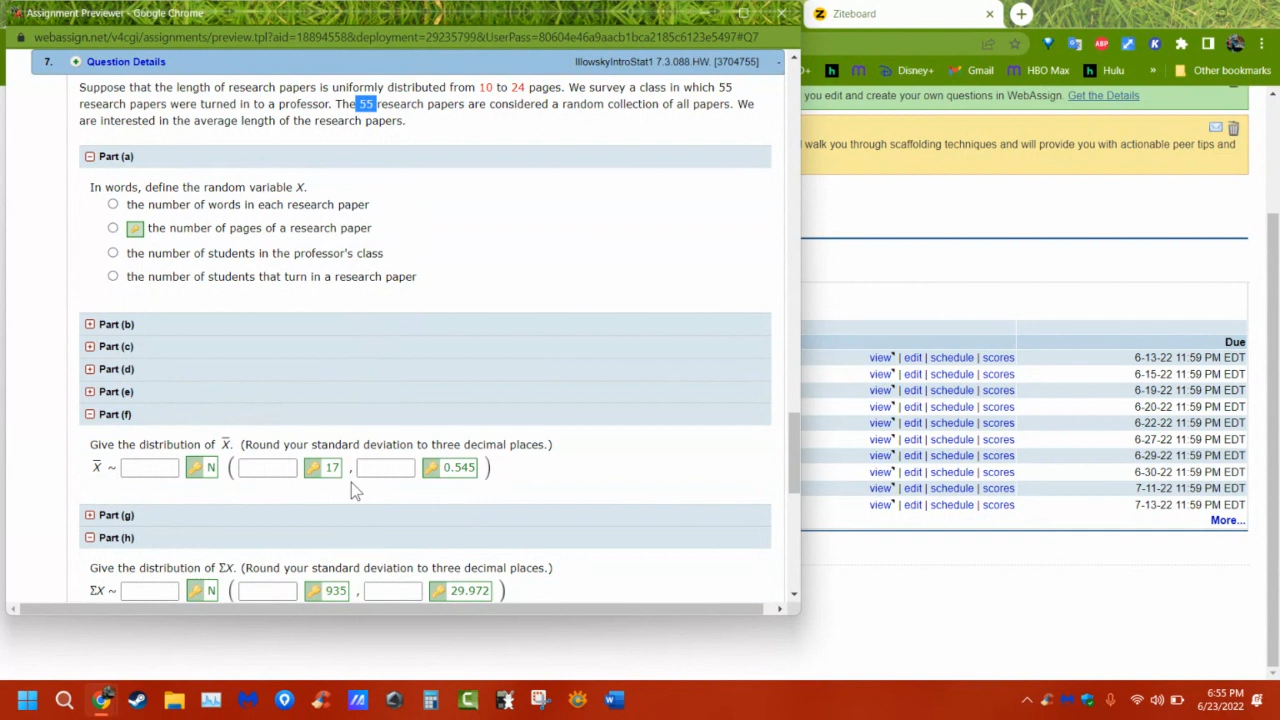 Assignment Previewer - Google Chrome
webassign.net/v4cgi/assignments/preview.tpl?aid=18894558&deployment=29235799&UserPass=80604e46a9aacb1bca2185c6123e5497#Q7
7. Question Details IllowskyIntroStat1 7.3.088 HW. [3704755]
Suppose that the length of research papers is uniformly distributed from 10 to 24 pages. We survey a class in which 55
research papers were turned in to a professor. The 55 research papers are considered a random collection of all papers. We
are interested in the average length of the research papers.
Part (a)
In words, define the random variable X.
the number of words in each research paper
the number of pages of a research paper
the number of students in the professor's class
the number of students that turn in a research paper
Part (b)
Part (c)
Part (d)
Part (e)
Part (f)
Give the distribution of X̅. (Round your standard deviation to three decimal places.)
X̅ ~ N ( 17 , 0.545 )
Part (g)
Part (h)
Give the distribution of ΣX. (Round your standard deviation to three decimal places.)
ΣX ~ N ( 935 , 29.972 )
Ziteboard
Disney+ Gmail HBO Max Hulu » Other bookmarks
you edit and create your own questions in WebAssign. Go to the Details
walk you through scaffolding techniques and will provide you with actionable peer tips and
Due
view | edit | schedule | scores 6-13-22 11:59 PM EDT
view | edit | schedule | scores 6-15-22 11:59 PM EDT
view | edit | schedule | scores 6-19-22 11:59 PM EDT
view | edit | schedule | scores 6-20-22 11:59 PM EDT
view | edit | schedule | scores 6-22-22 11:59 PM EDT
view | edit | schedule | scores 6-27-22 11:59 PM EDT
view | edit | schedule | scores 6-29-22 11:59 PM EDT
view | edit | schedule | scores 6-30-22 11:59 PM EDT
view | edit | schedule | scores 7-11-22 11:59 PM EDT
view | edit | schedule | scores 7-13-22 11:59 PM EDT
More...
6:55 PM
6/23/2022